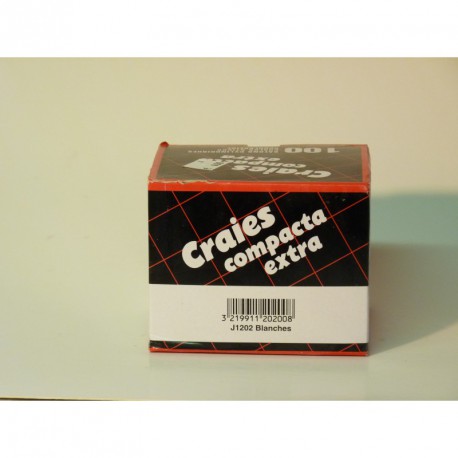 100
Craies
compacta
extra
Craies
compacta
extra
3 219911 202008
J1202 Blanches